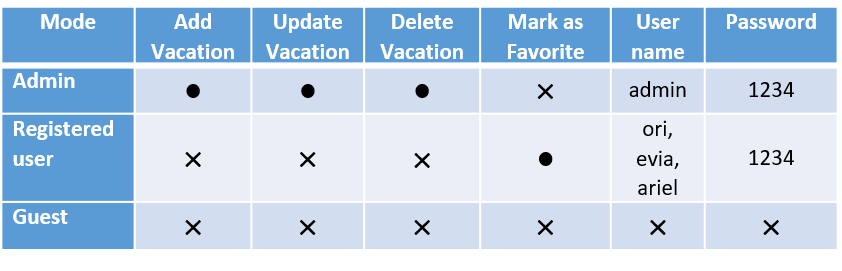 Mode Add Vacation Update Vacation Delete Vacation Mark as Favorite User name Password
Admin ● ● ● × admin 1234
Registered user × × × ● ori, evia, ariel 1234
Guest × × × × × ×